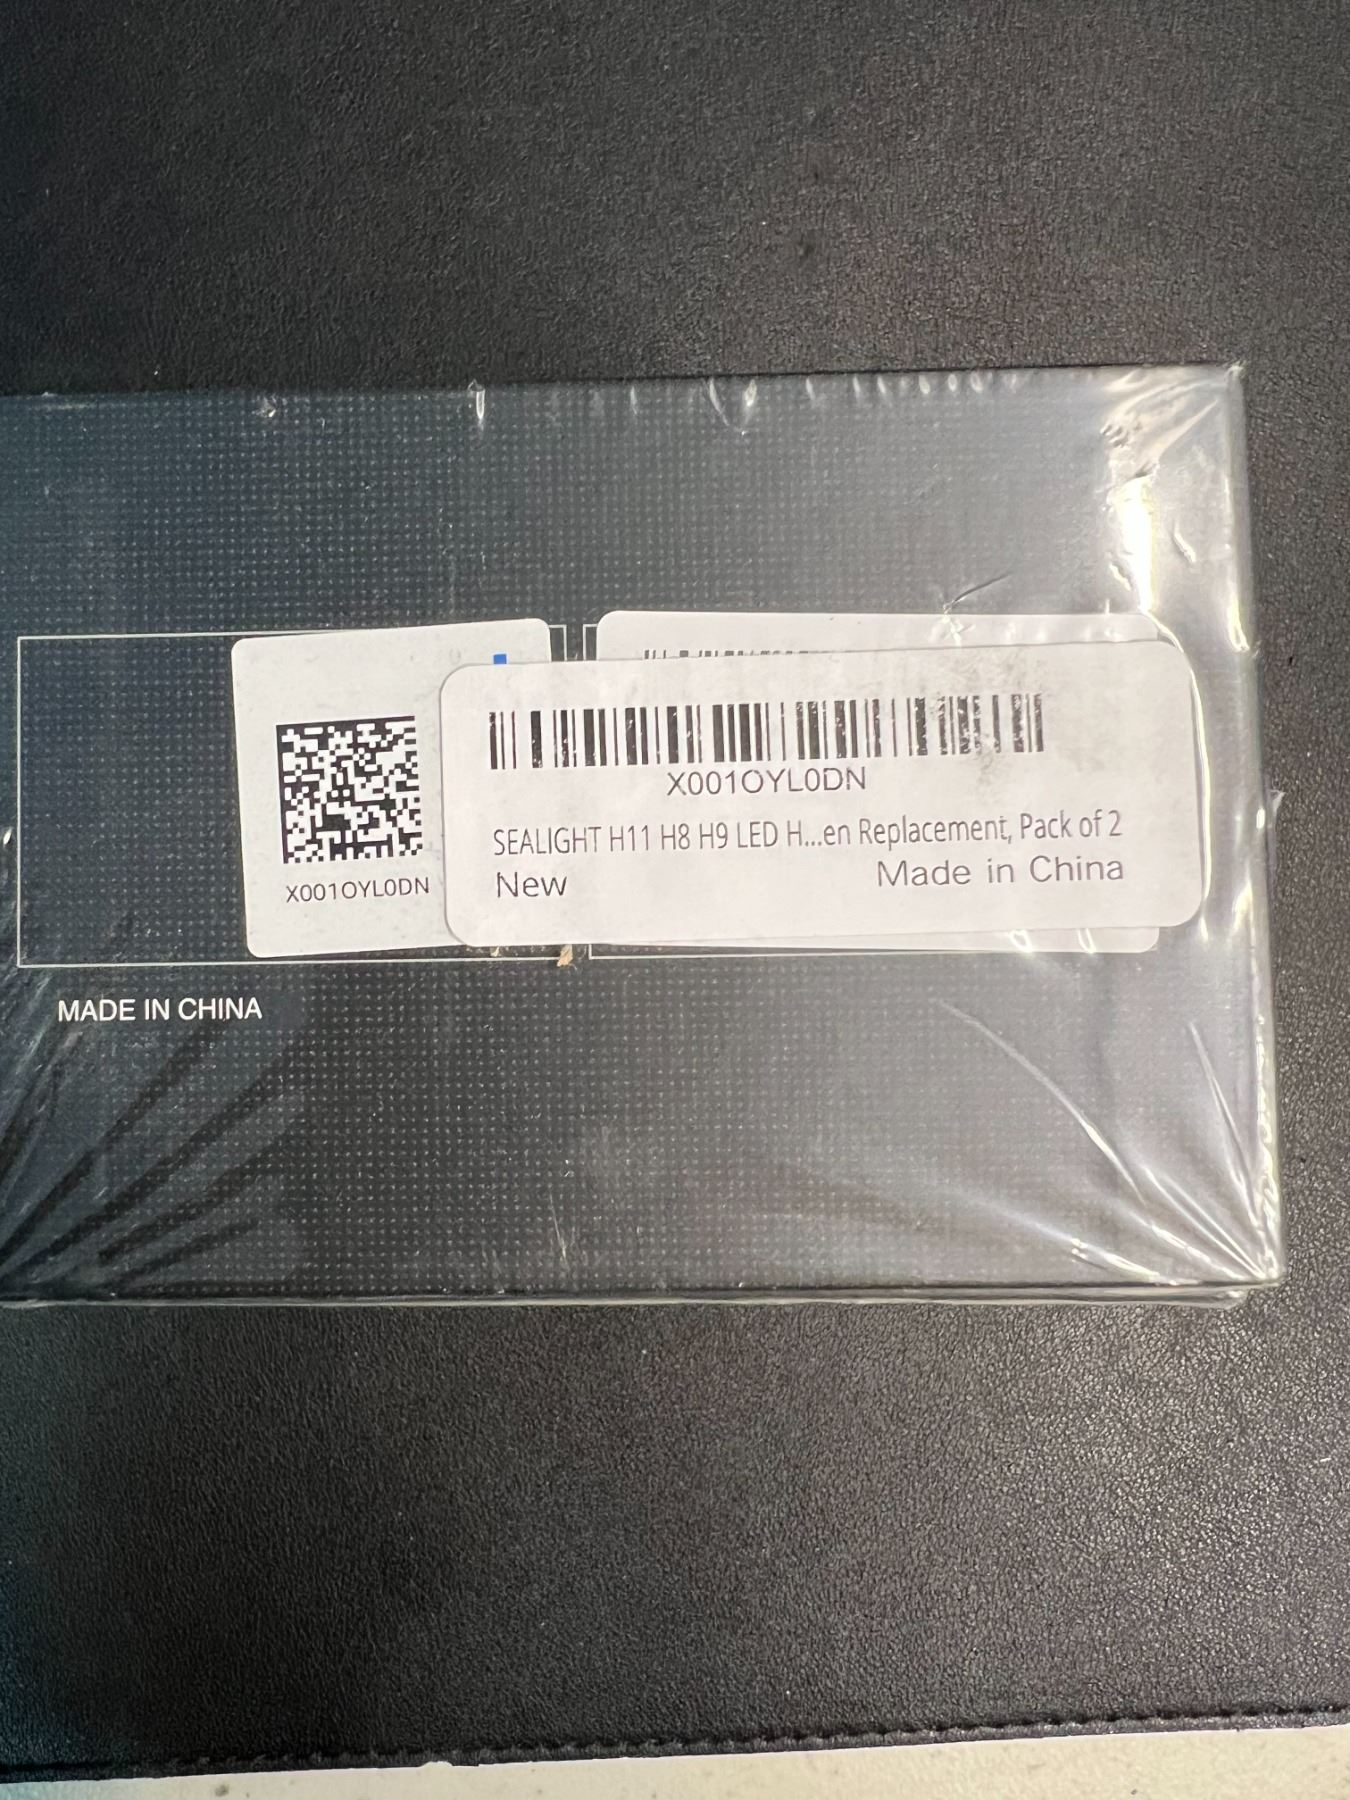 X001OYL0DN
X001OYL0DN
SEALIGHT H11 H8 H9 LED H...en Replacement, Pack of 2
New Made in China
MADE IN CHINA